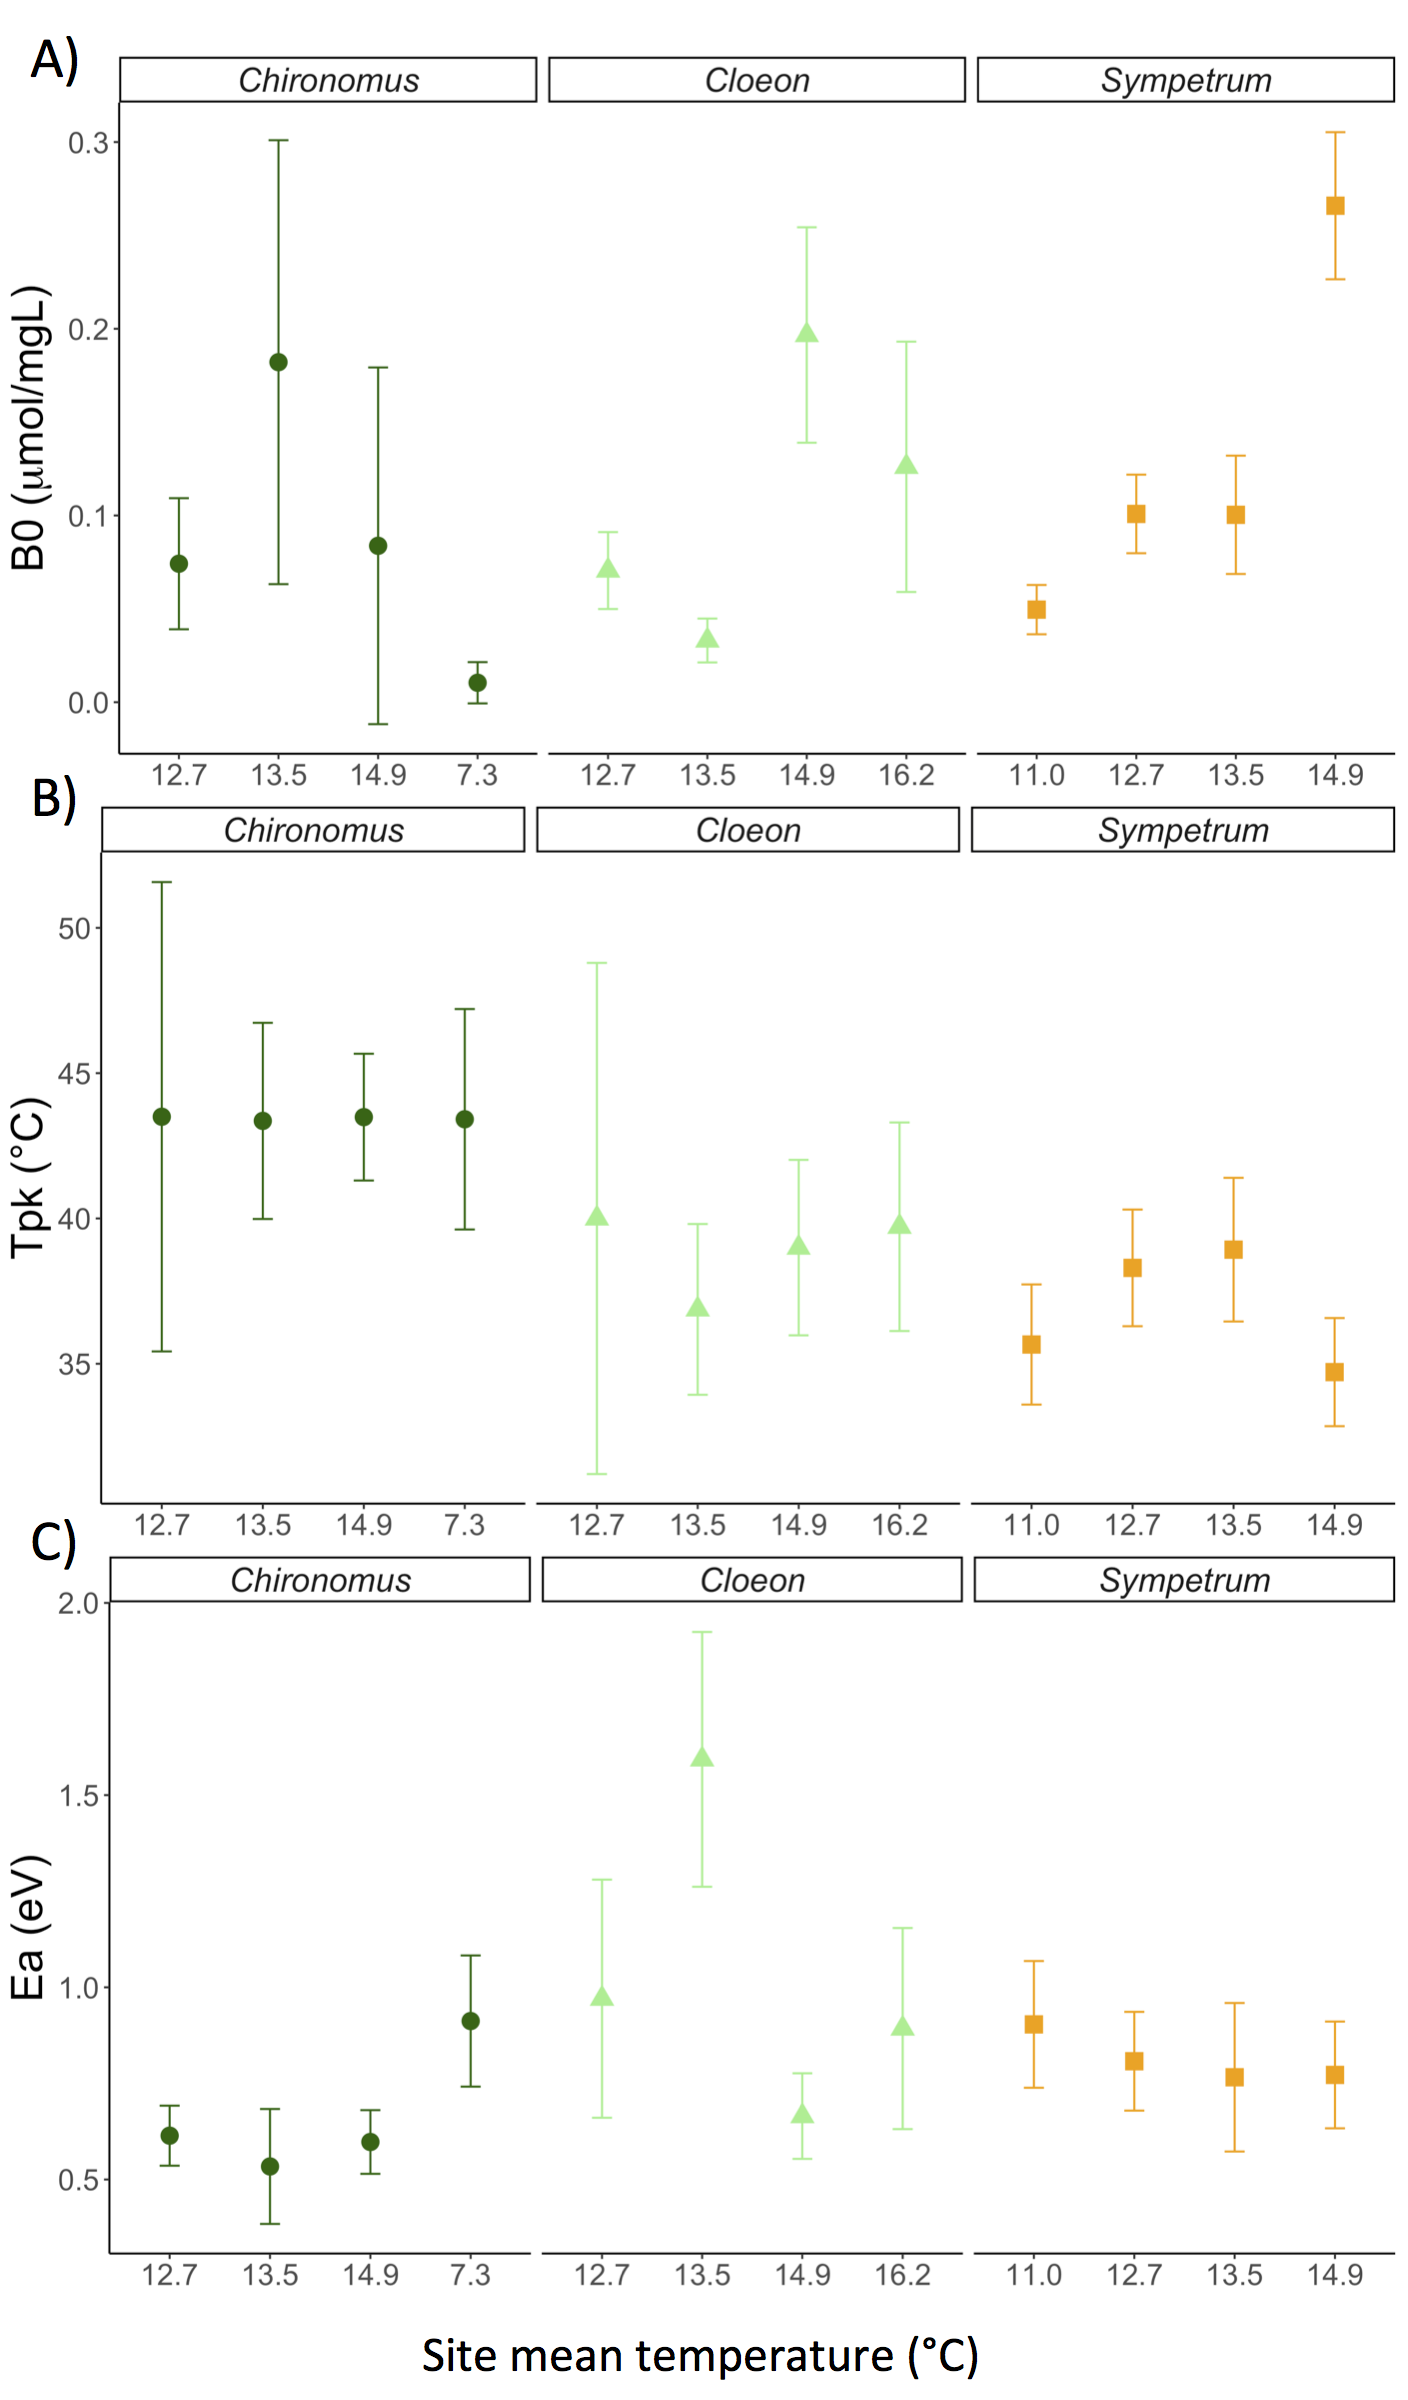 A)
Chironomus Cloeon Sympetrum
0.3
0.2
0.1
0.0
B0 (μmol/mgL)
12.7 13.5 14.9 7.3 12.7 13.5 14.9 16.2 11.0 12.7 13.5 14.9
B)
Chironomus Cloeon Sympetrum
50
45
40
35
Tpk (°C)
12.7 13.5 14.9 7.3 12.7 13.5 14.9 16.2 11.0 12.7 13.5 14.9
C)
Chironomus Cloeon Sympetrum
2.0
1.5
1.0
0.5
Ea (eV)
12.7 13.5 14.9 7.3 12.7 13.5 14.9 16.2 11.0 12.7 13.5 14.9
Site mean temperature (°C)